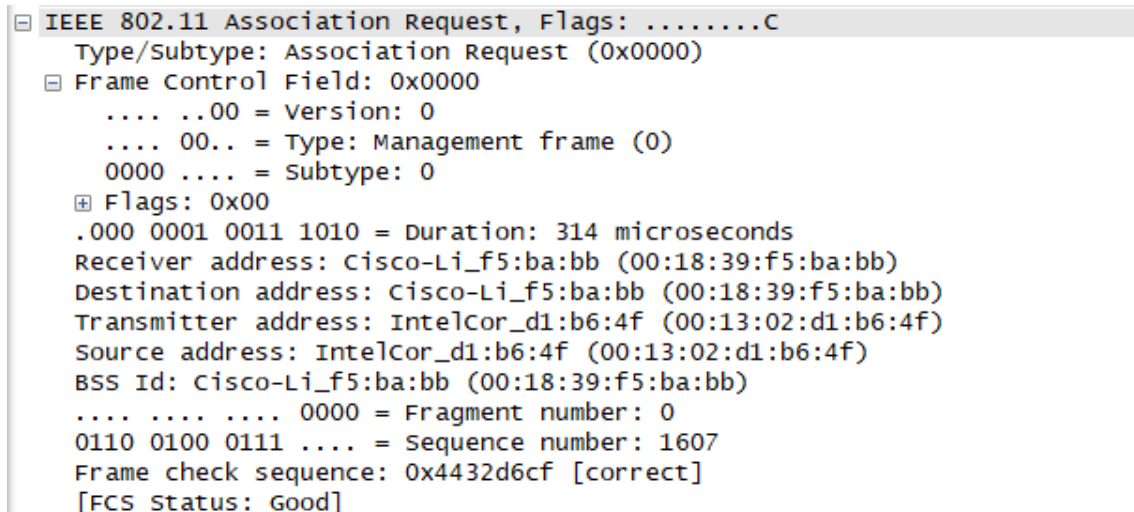 IEEE 802.11 Association Request, Flags: ........C
Type/Subtype: Association Request (0x0000)
Frame Control Field: 0x0000
.... ..00 = Version: 0
.... 00.. = Type: Management frame (0)
0000 .... = Subtype: 0
Flags: 0x00
.000 0001 0011 1010 = Duration: 314 microseconds
Receiver address: Cisco-Li_f5:ba:bb (00:18:39:f5:ba:bb)
Destination address: Cisco-Li_f5:ba:bb (00:18:39:f5:ba:bb)
Transmitter address: IntelCor_d1:b6:4f (00:13:02:d1:b6:4f)
Source address: IntelCor_d1:b6:4f (00:13:02:d1:b6:4f)
BSS Id: Cisco-Li_f5:ba:bb (00:18:39:f5:ba:bb)
.... .... .... 0000 = Fragment number: 0
0110 0100 0111 .... = Sequence number: 1607
Frame check sequence: 0x4432d6cf [correct]
[FCS Status: Good]